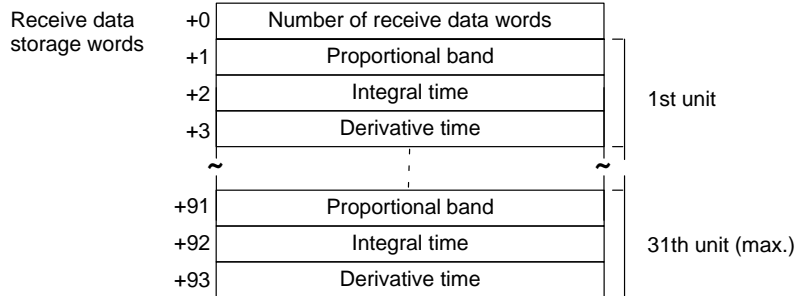 Receive data
storage words
+0 Number of receive data words
+1 Proportional band
+2 Integral time
1st unit
+3 Derivative time
~ ~
+91 Proportional band
+92 Integral time
31th unit (max.)
+93 Derivative time